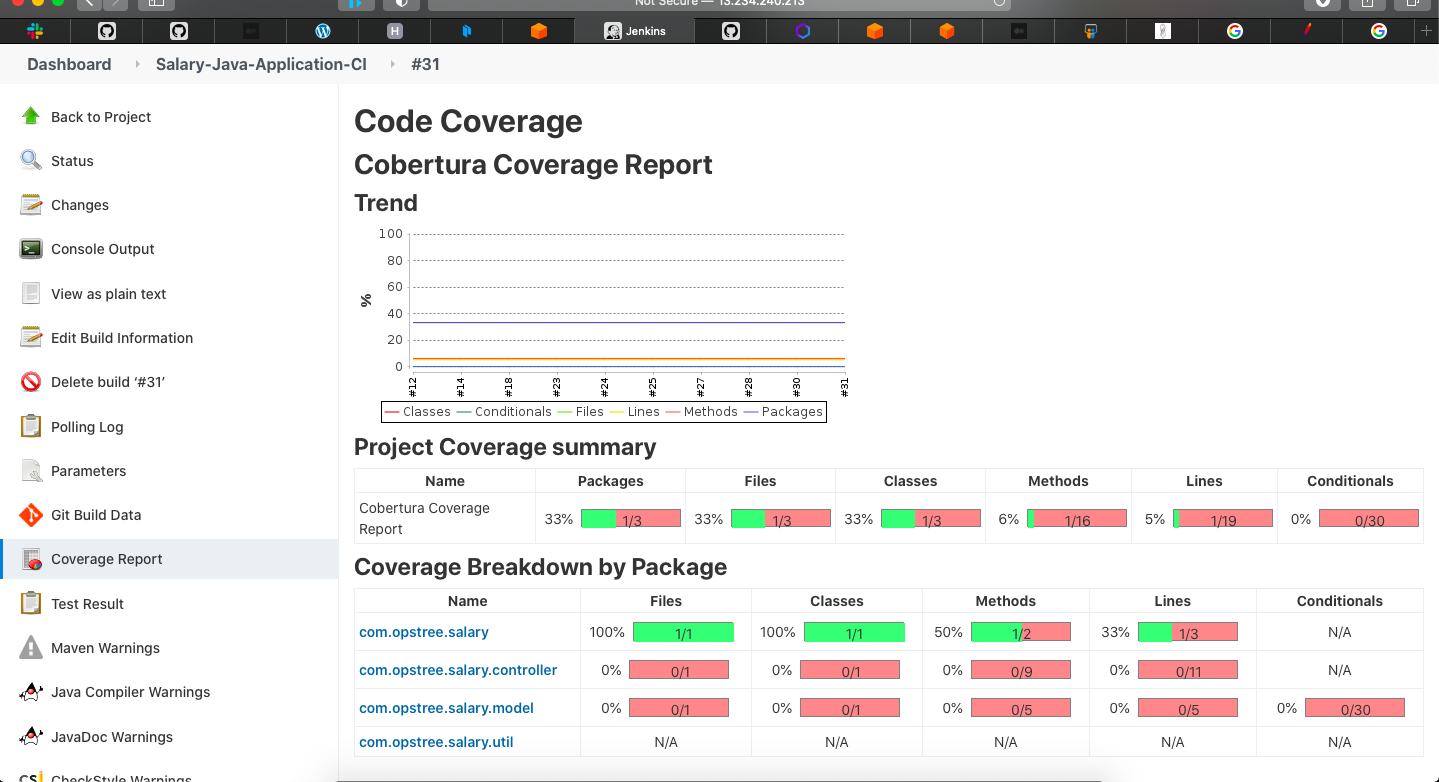 Not Secure — 13.234.240.213
H
Jenkins
Dashboard Salary-Java-Application-CI #31
Back to Project
Status
Changes
Console Output
View as plain text
Edit Build Information
Delete build ‘#31’
Polling Log
Parameters
Git Build Data
Coverage Report
Test Result
Maven Warnings
Java Compiler Warnings
JavaDoc Warnings
CheckStyle Warnings
Code Coverage
Cobertura Coverage Report
Trend
100
80
60
40
20
0
%
#12 #14 #18 #23 #24 #25 #27 #28 #30 #31
Classes Conditionals Files Lines Methods Packages
Project Coverage summary
Name Packages Files Classes Methods Lines Conditionals
Cobertura Coverage
Report
33% 1/3 33% 1/3 33% 1/3 6% 1/16 5% 1/19 0% 0/30
Coverage Breakdown by Package
Name Files Classes Methods Lines Conditionals
com.opstree.salary 100% 1/1 100% 1/1 50% 1/2 33% 1/3 N/A
com.opstree.salary.controller 0% 0/1 0% 0/1 0% 0/9 0% 0/11 N/A
com.opstree.salary.model 0% 0/1 0% 0/1 0% 0/5 0% 0/5 0% 0/30
com.opstree.salary.util N/A N/A N/A N/A N/A